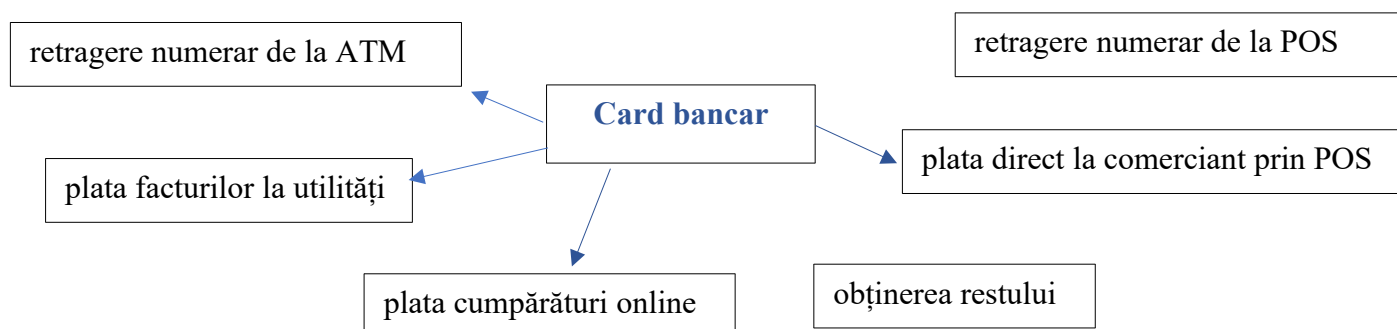 retragere numerar de la ATM
retragere numerar de la POS
Card bancar
plata direct la comerciant prin POS
plata facturilor la utilități
plata cumpărături online
obținerea restului